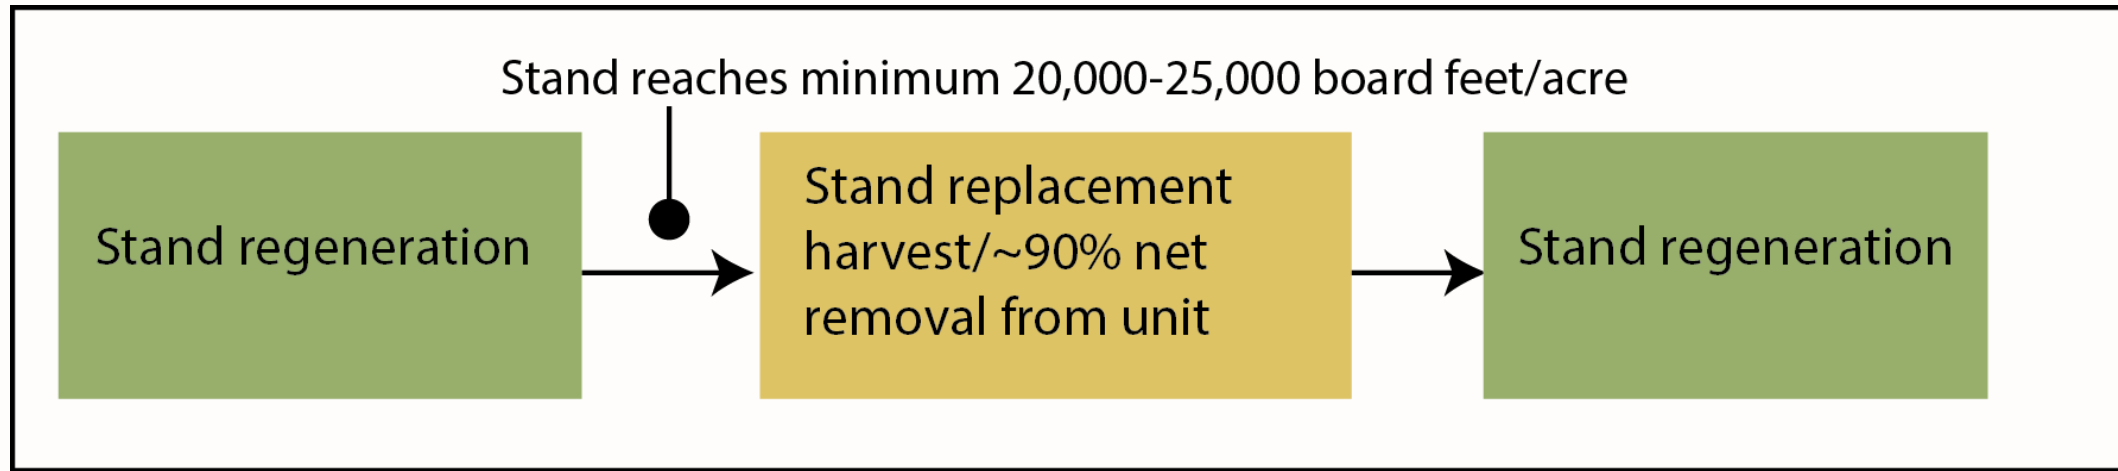 Stand reaches minimum 20,000-25,000 board feet/acre
Stand regeneration
Stand replacement
harvest/~90% net
removal from unit
Stand regeneration